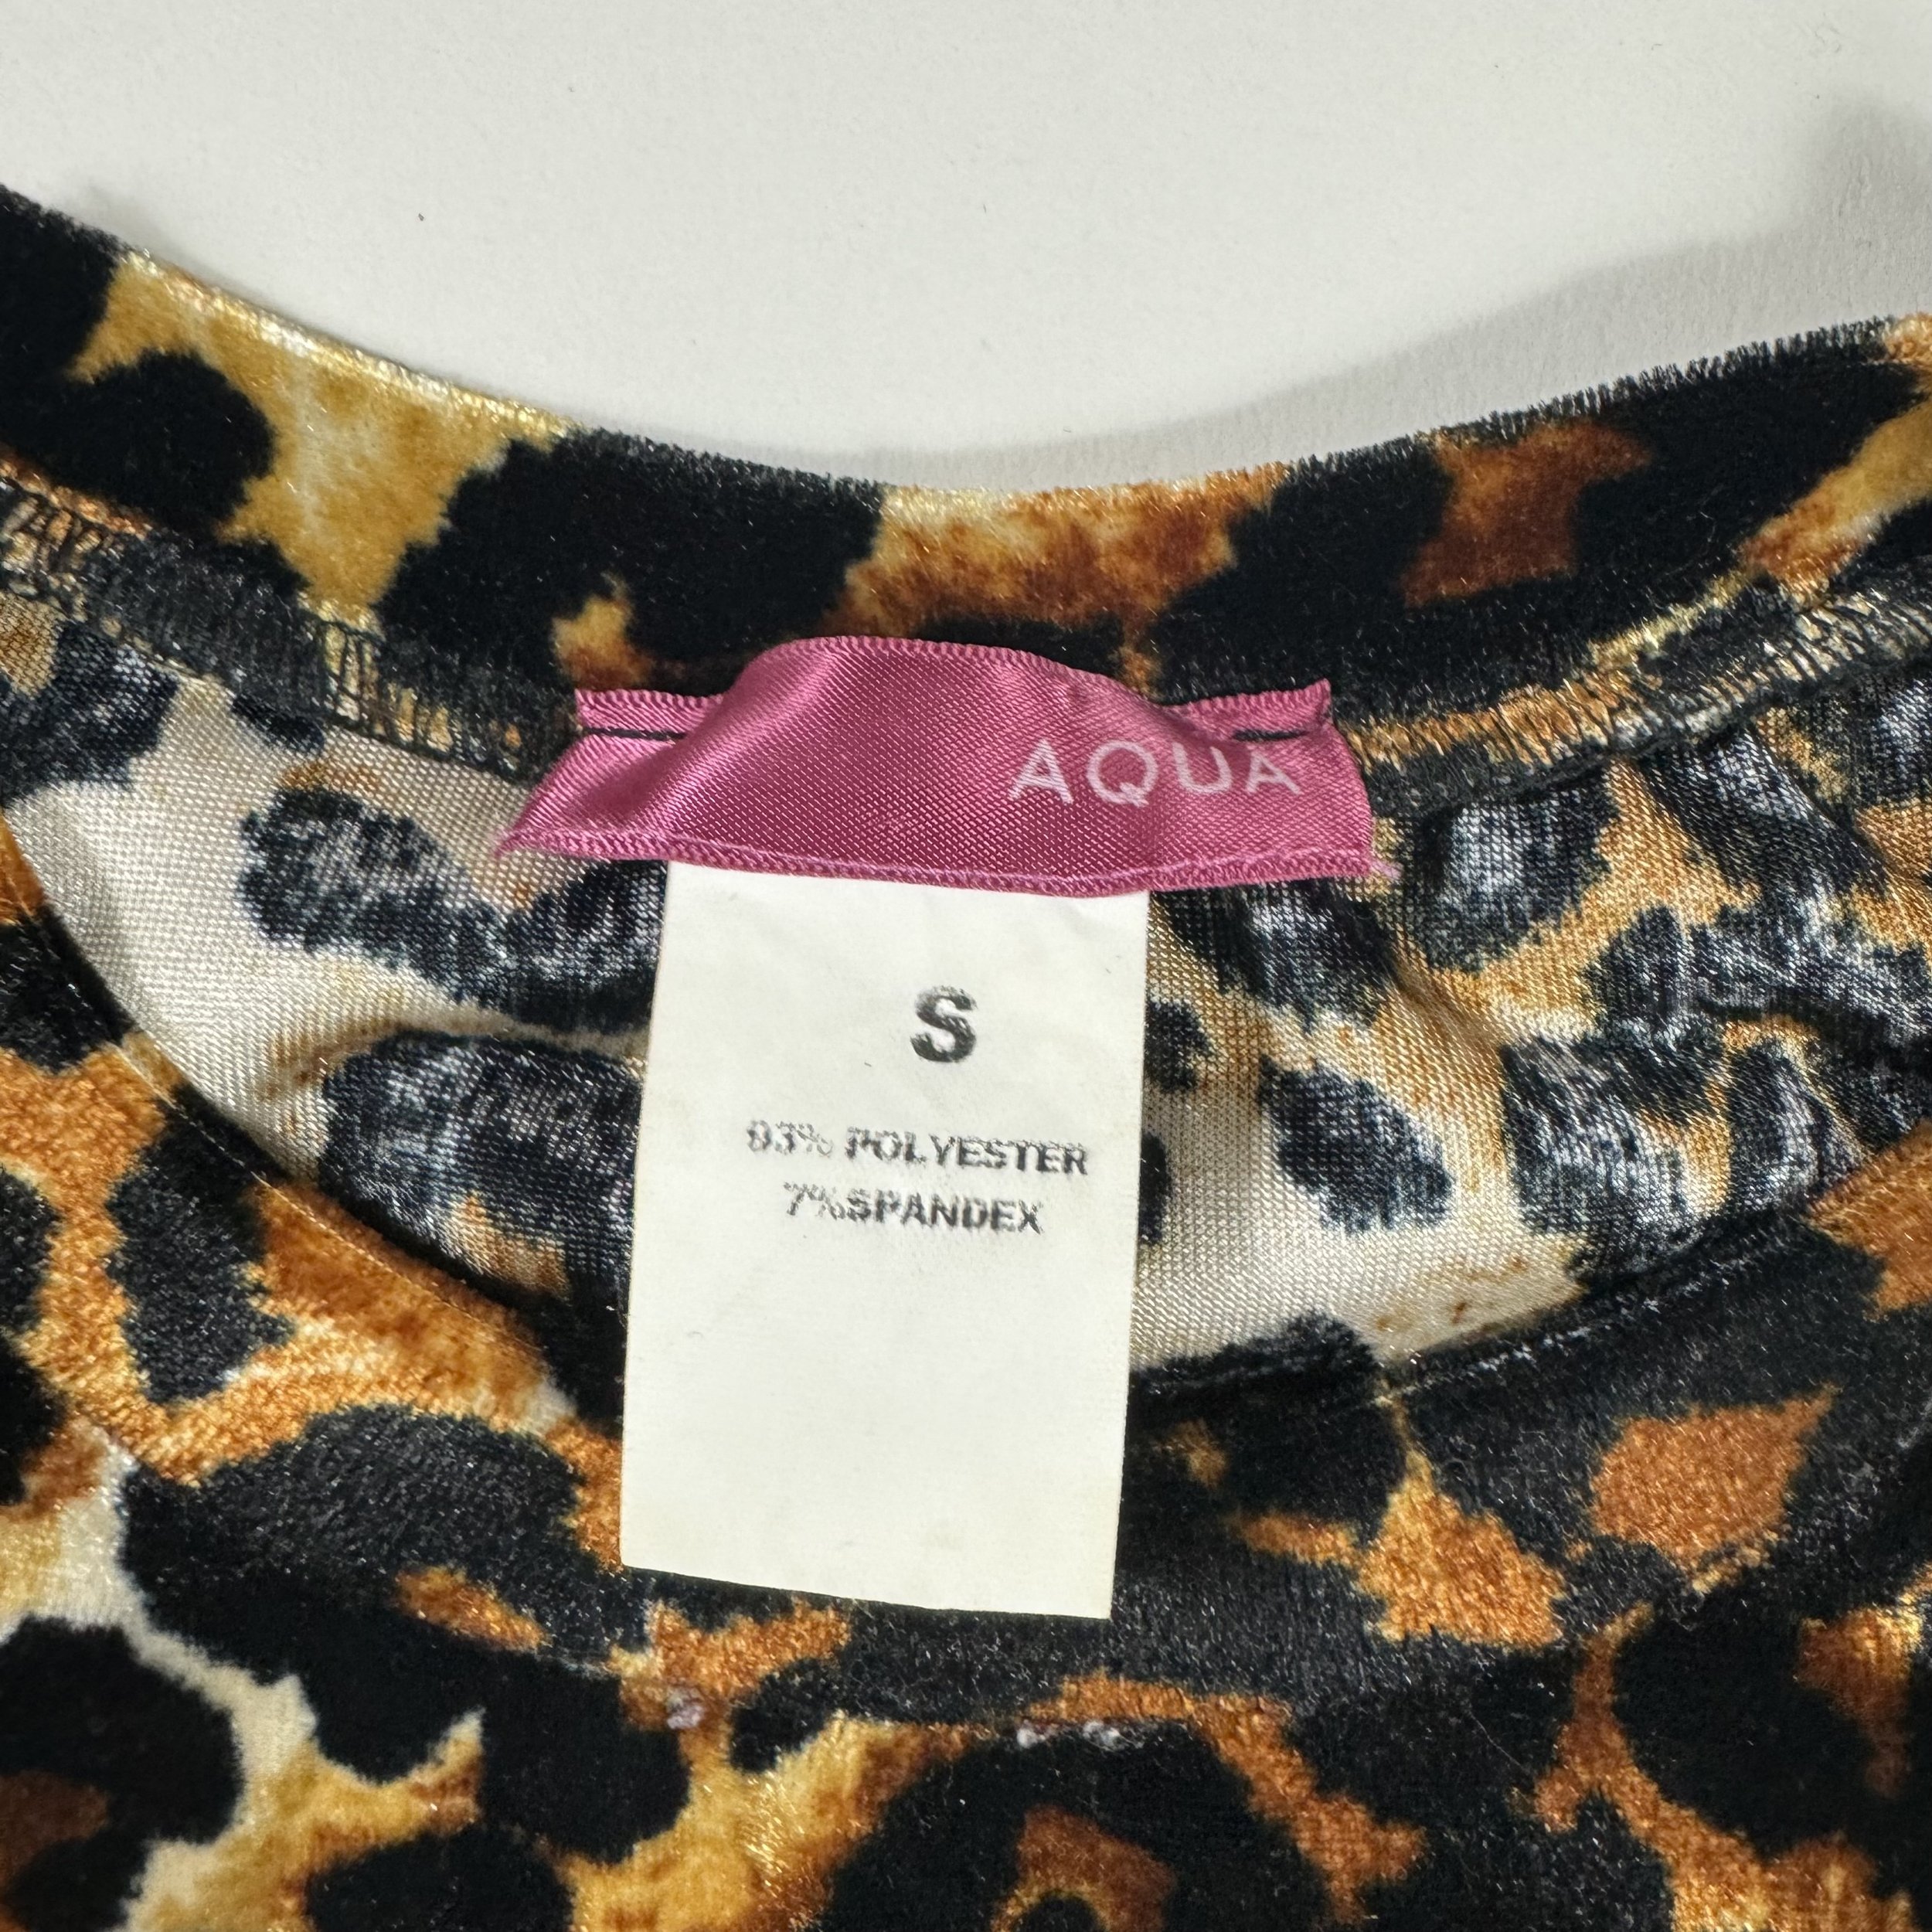 AQUA
S
93% POLYESTER
7%SPANDEX